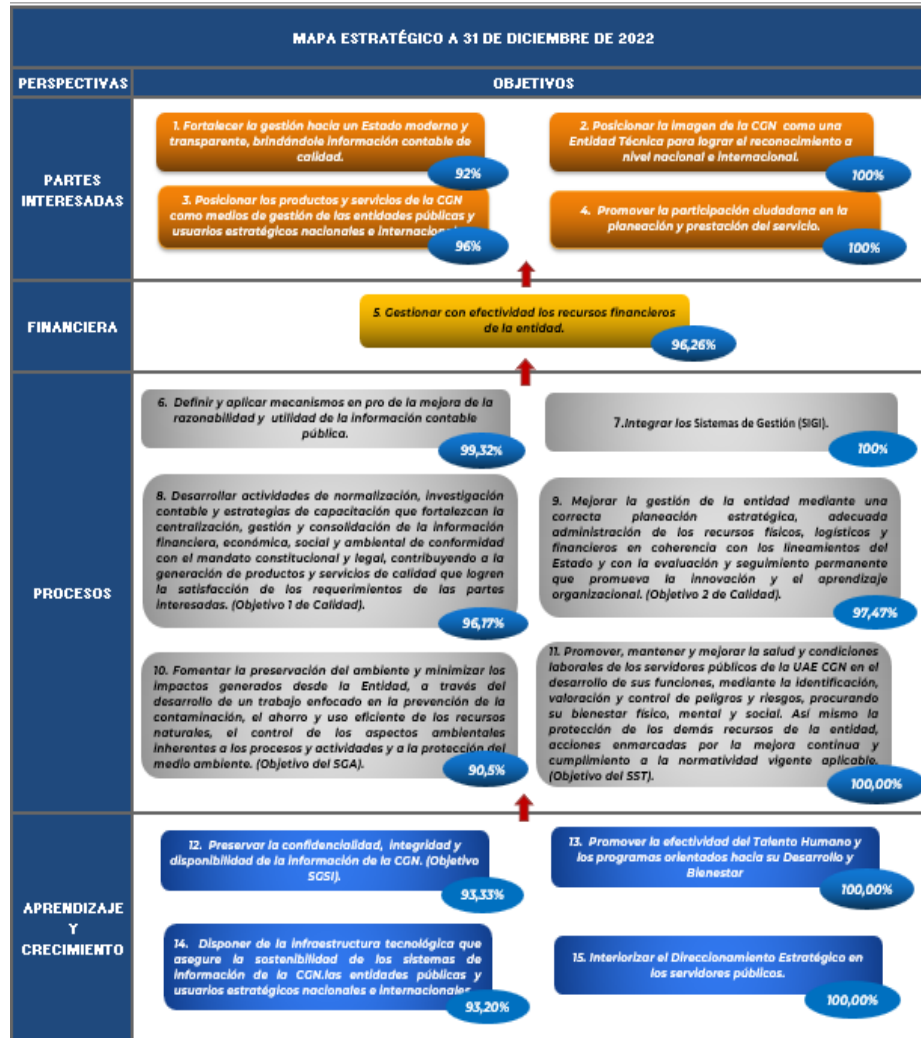 MAPA ESTRATÉGICO A 31 DE DICIEMBRE DE 2022
PERSPECTIVAS
OBJETIVOS
PARTES
INTERESADAS
1. Fortalecer la gestión hacia un Estado moderno y
transparente, brindándole información contable de
calidad.
92%
2. Posicionar la imagen de la CGN como una
Entidad Técnica para lograr el reconocimiento a
nivel nacional e internacional.
100%
3. Posicionar los productos y servicios de la CGN
como medios de gestión de las entidades públicas y
usuarios estratégicos nacionales e internacional
96%
4. Promover la participación ciudadana en la
planeación y prestación del servicio.
100%
FINANCIERA
5. Gestionar con efectividad los recursos financieros
de la entidad.
96,26%
PROCESOS
6. Definir y aplicar mecanismos en pro de la mejora de la
razonabilidad y utilidad de la información contable
pública.
99,32%
7.Integrar los Sistemas de Gestión (SIGI).
100%
8. Desarrollar actividades de normalización, investigación
contable y estrategias de capacitación que fortalezcan la
centralización, gestión y consolidación de la información
financiera, económica, social y ambiental de conformidad
con el mandato constitucional y legal, contribuyendo a la
generación de productos y servicios de calidad que logren
la satisfacción de los requerimientos de las partes
interesadas. (Objetivo 1 de Calidad).
96,17%
9. Mejorar la gestión de la entidad mediante una
correcta planeación estratégica, adecuada
administración de los recursos físicos, logísticos y
financieros en coherencia con los lineamientos del
Estado y con la evaluación y seguimiento permanente
que promueva la innovación y el aprendizaje
organizacional. (Objetivo 2 de Calidad).
97,47%
10. Fomentar la preservación del ambiente y minimizar los
impactos generados desde la Entidad, a través del
desarrollo de un trabajo enfocado en la prevención de la
contaminación, el ahorro y uso eficiente de los recursos
naturales, el control de los aspectos ambientales
inherentes a los procesos y actividades y a la protección del
medio ambiente. (Objetivo del SGA).
90,5%
11. Promover, mantener y mejorar la salud y condiciones
laborales de los servidores públicos de la UAE CGN en el
desarrollo de sus funciones, mediante la identificación,
valoración y control de peligros y riesgos, procurando
su bienestar físico, mental y social. Así mismo la
protección de los demás recursos de la entidad,
acciones enmarcadas por la mejora continua y
cumplimiento a la normatividad vigente aplicable.
(Objetivo del SST).
100,00%
APRENDIZAJE
Y
CRECIMIENTO
12. Preservar la confidencialidad, integridad y
disponibilidad de la información de la CGN. (Objetivo
SGSI).
93,33%
13. Promover la efectividad del Talento Humano y
los programas orientados hacia su Desarrollo y
Bienestar
100,00%
14. Disponer de la infraestructura tecnológica que
asegure la sostenibilidad de los sistemas de
información de la CGN.las entidades públicas y
usuarios estratégicos nacionales e internacionales.
93,20%
15. Interiorizar el Direccionamiento Estratégico en
los servidores públicos.
100,00%